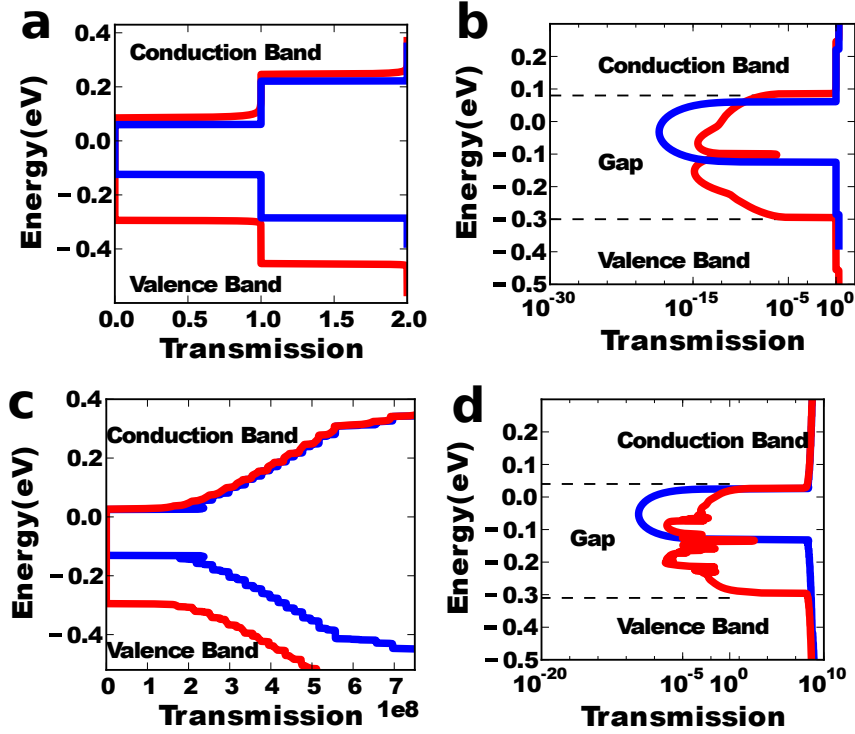 a
0.4
0.2
0.0
−0.2
−0.4
Energy(eV)
Conduction Band
Valence Band
0.0 0.5 1.0 1.5 2.0
Transmission
b
0.2
0.1
0.0
−0.1
−0.2
−0.3
−0.4
−0.5
Energy(eV)
Conduction Band
Gap
Valence Band
10^-30 10^-15 10^-5 10^0
Transmission
c
0.4
0.2
0.0
−0.2
−0.4
Energy(eV)
Conduction Band
Valence Band
0 1 2 3 4 5 6 7
1e8
Transmission
d
0.2
0.1
0.0
−0.1
−0.2
−0.3
−0.4
−0.5
Energy(eV)
Conduction Band
Gap
Valence Band
10^-20 10^-5 10^0 10^10
Transmission